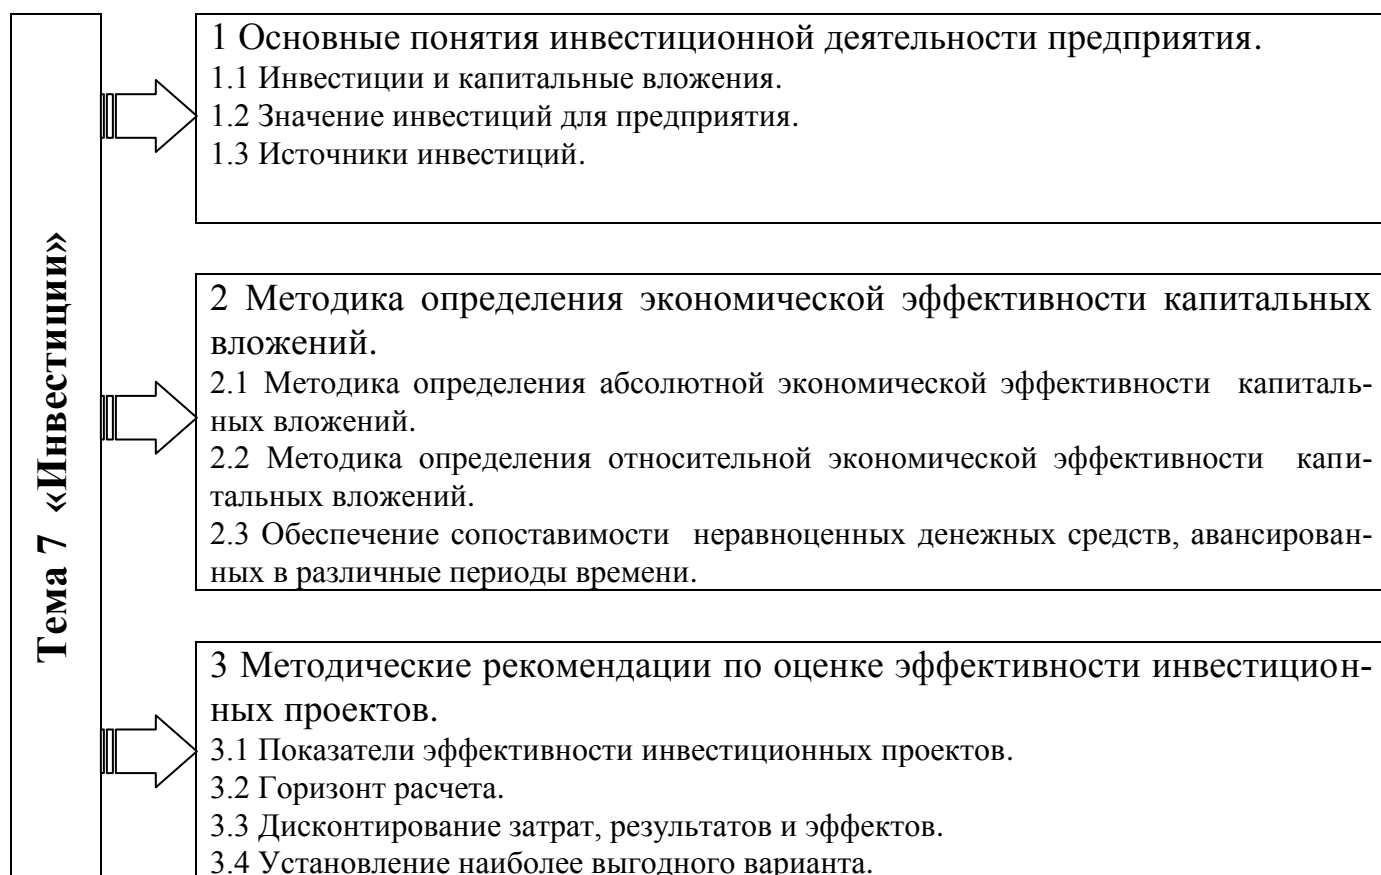 Тема 7 «Инвестиции»
1 Основные понятия инвестиционной деятельности предприятия.
1.1 Инвестиции и капитальные вложения.
1.2 Значение инвестиций для предприятия.
1.3 Источники инвестиций.
2 Методика определения экономической эффективности капитальных
вложений.
2.1 Методика определения абсолютной экономической эффективности капиталь-
ных вложений.
2.2 Методика определения относительной экономической эффективности капи-
тальных вложений.
2.3 Обеспечение сопоставимости неравноценных денежных средств, авансирован-
ных в различные периоды времени.
3 Методические рекомендации по оценке эффективности инвестицион-
ных проектов.
3.1 Показатели эффективности инвестиционных проектов.
3.2 Горизонт расчета.
3.3 Дисконтирование затрат, результатов и эффектов.
3.4 Установление наиболее выгодного варианта.